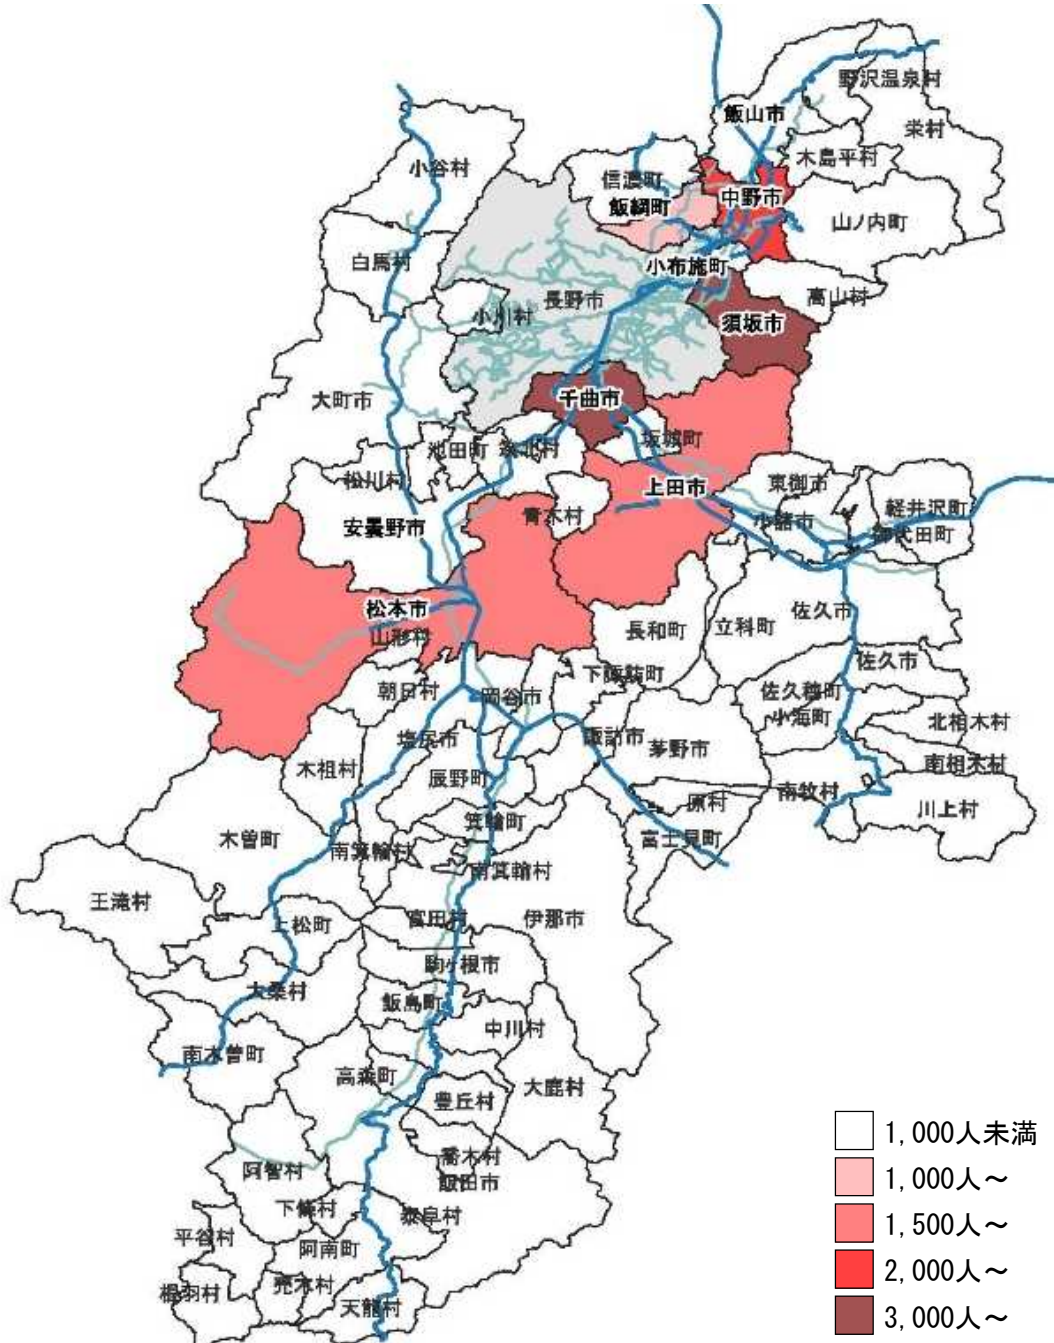 野沢温泉村
飯山市
栄村
木島平村
小谷村
信濃町
中野市
飯綱町
山ノ内町
白馬村
小布施町
高山村
長野市
小川村
須坂市
千曲市
大町市
坂城町
池田町
筑北村
松川村
東御市
上田市
軽井沢町
青木村
安曇野市
小諸市
御代田町
松本市
佐久市
山形村
長和町
立科町
佐久市
下諏訪町
朝日村
岡谷市
佐久穂町
小海町
北相木村
塩尻市
諏訪市
茅野市
南相木村
木祖村
辰野町
南牧村
原村
川上村
箕輪町
木曽町
富士見町
南箕輪村
南箕輪村
王滝村
宮田村
伊那市
上松町
駒ヶ根市
大桑村
飯島町
中川村
南木曽町
高森町
大鹿村
豊丘村
喬木村
阿智村
飯田市
下條村
泰阜村
平谷村
阿南町
売木村
根羽村
天龍村
1,000人未満
1,000人～
1,500人～
2,000人～
3,000人～